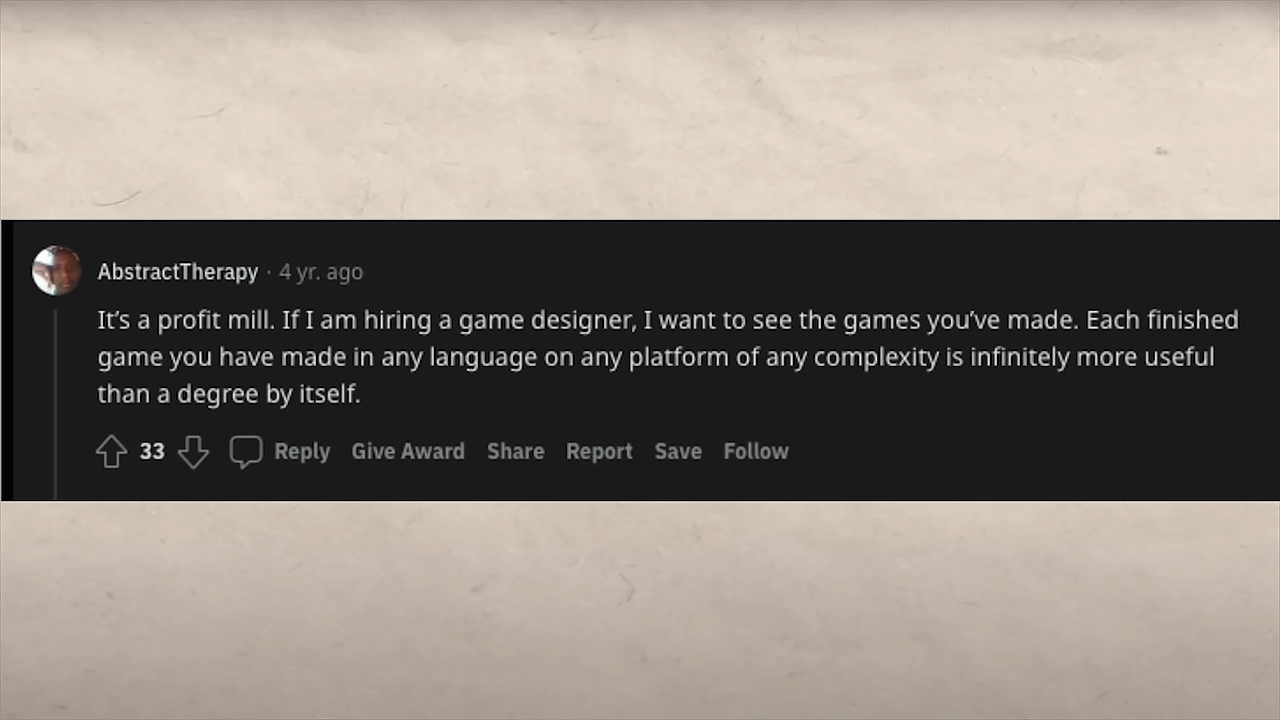 AbstractTherapy · 4 yr. ago
It’s a profit mill. If I am hiring a game designer, I want to see the games you’ve made. Each finished
game you have made in any language on any platform of any complexity is infinitely more useful
than a degree by itself.
33 Reply Give Award Share Report Save Follow